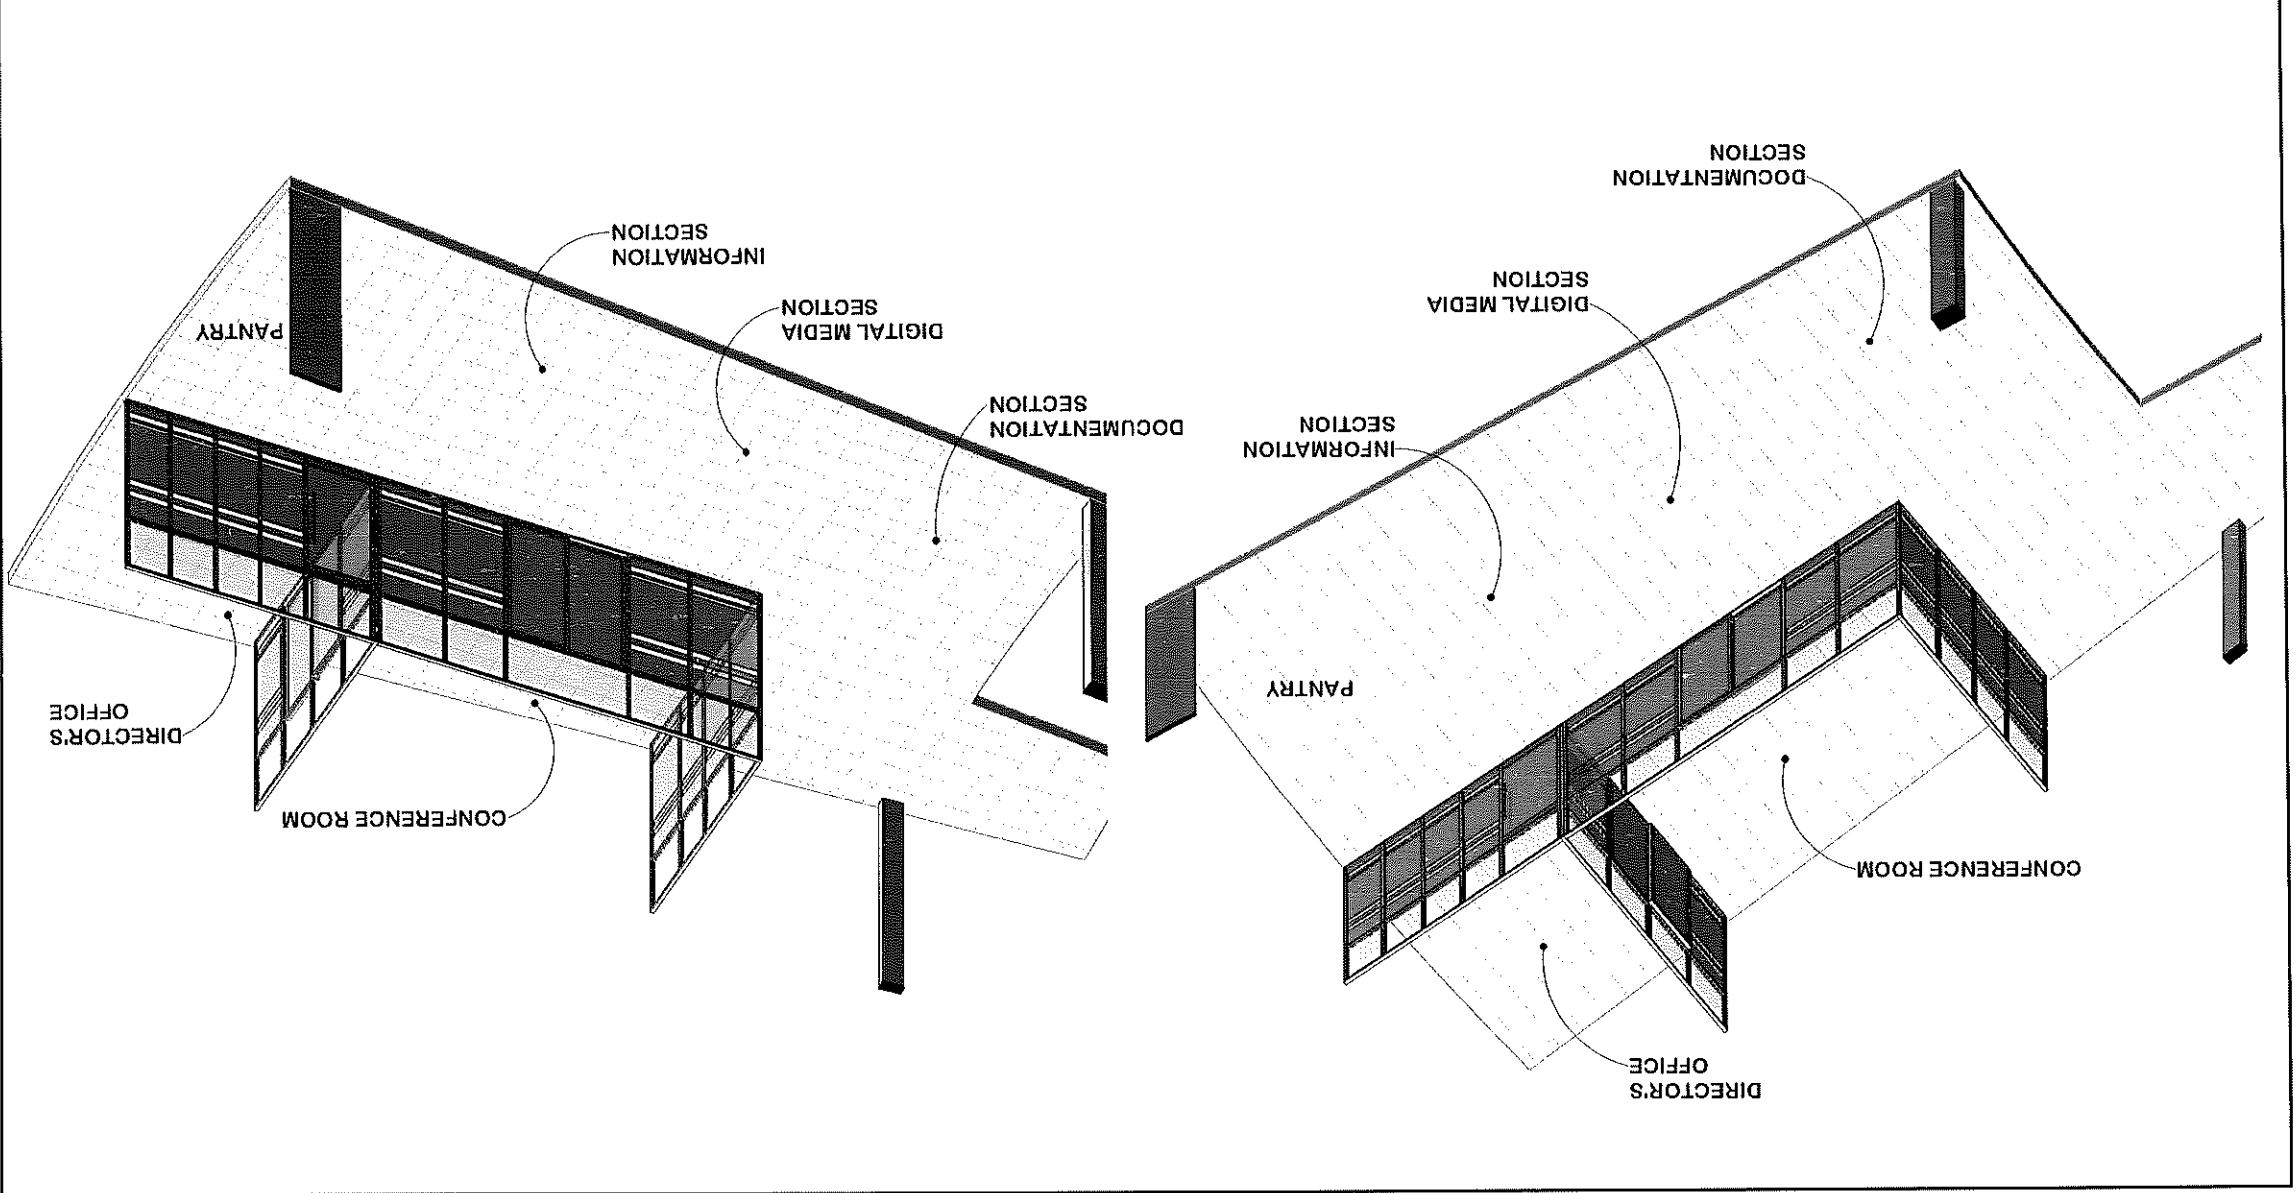 DIRECTOR'S
OFFICE
CONFERENCE ROOM
PANTRY
INFORMATION
SECTION
DIGITAL MEDIA
SECTION
DOCUMENTATION
SECTION
CONFERENCE ROOM
DIRECTOR'S
OFFICE
DOCUMENTATION
SECTION
DIGITAL MEDIA
SECTION
PANTRY
INFORMATION
SECTION